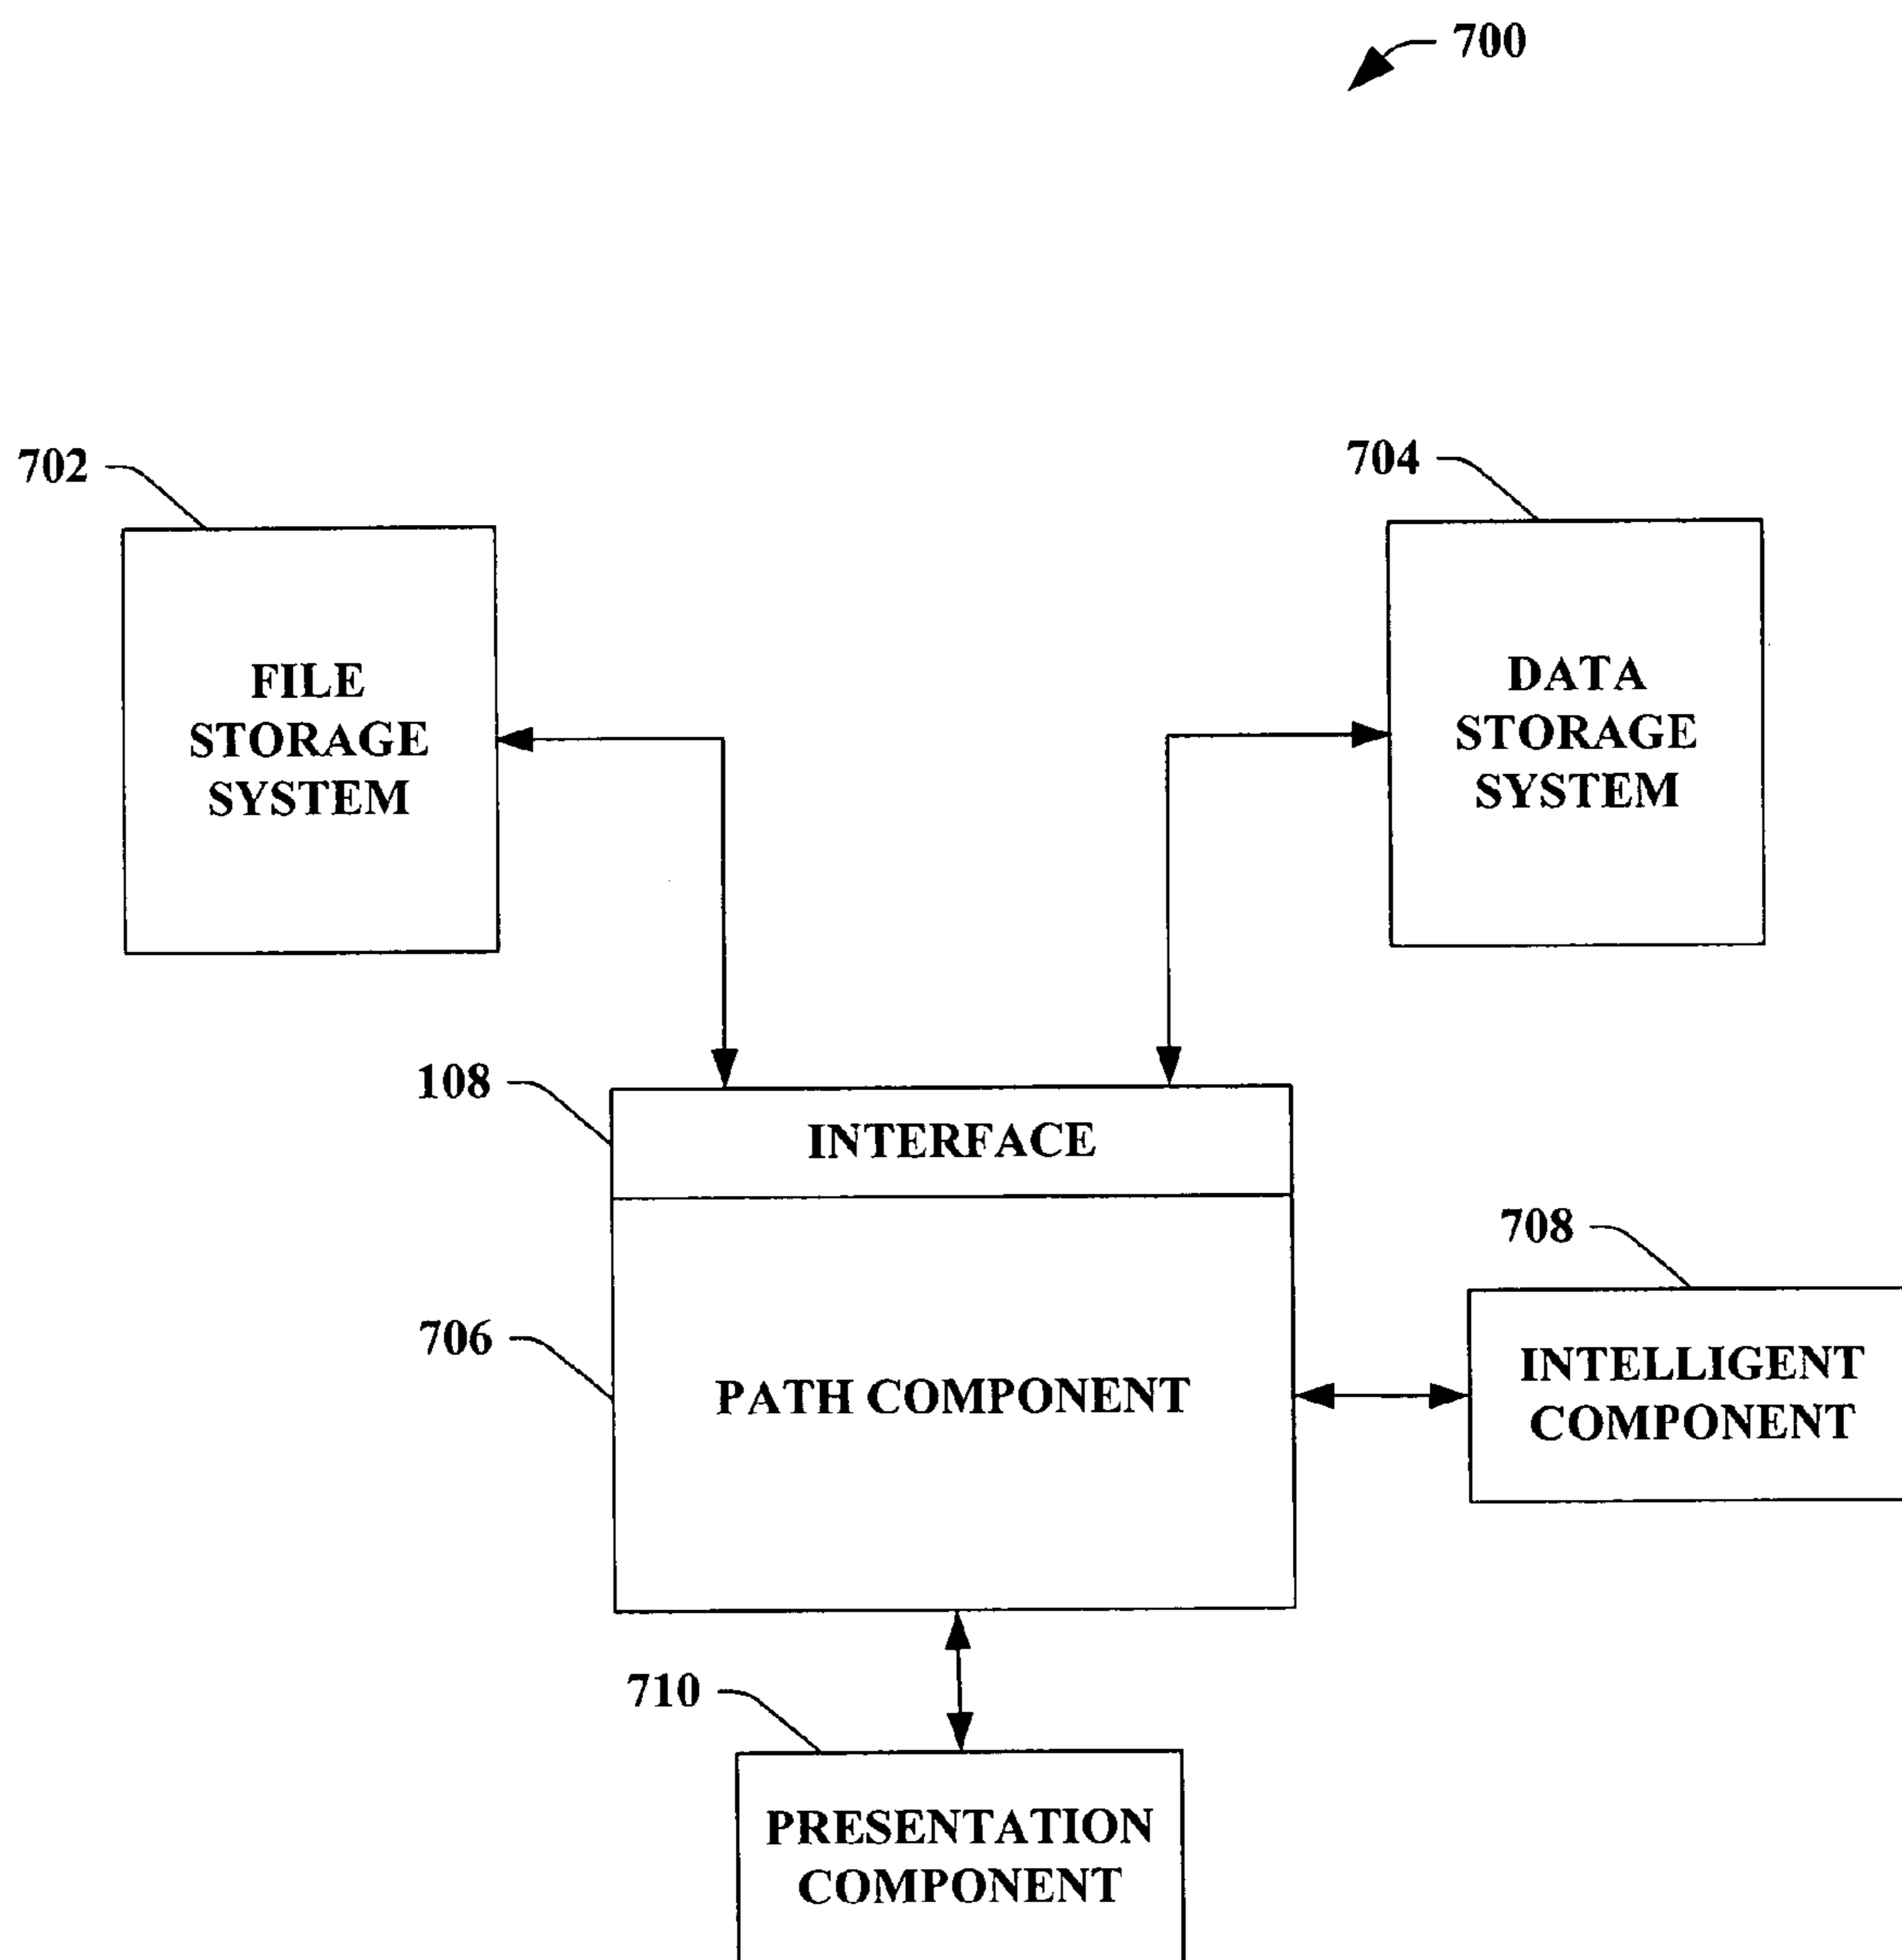 700
702
704
FILE
STORAGE
SYSTEM
DATA
STORAGE
SYSTEM
108
INTERFACE
708
706
PATH COMPONENT
INTELLIGENT
COMPONENT
710
PRESENTATION
COMPONENT